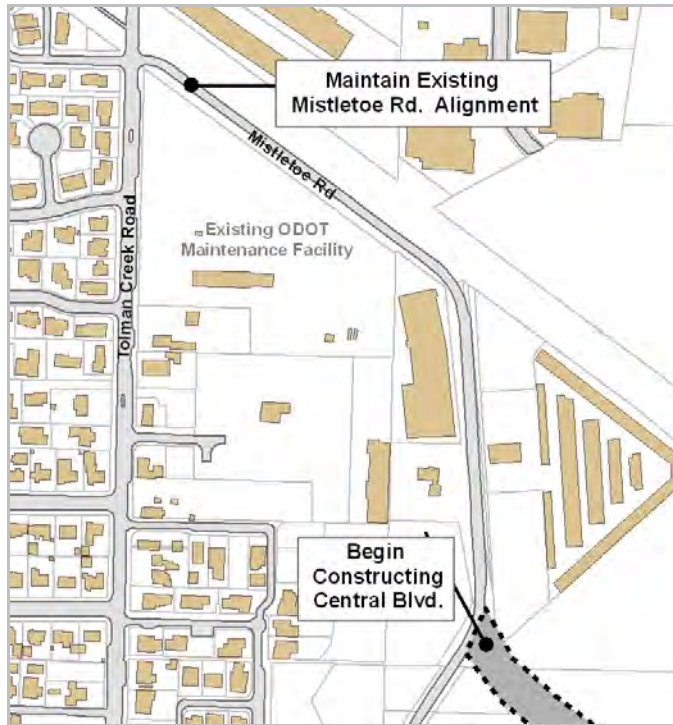 Maintain Existing
Mistletoe Rd. Alignment
Mistletoe Rd
Existing ODOT
Maintenance Facility
Tolman Creek Road
Begin
Constructing
Central Blvd.